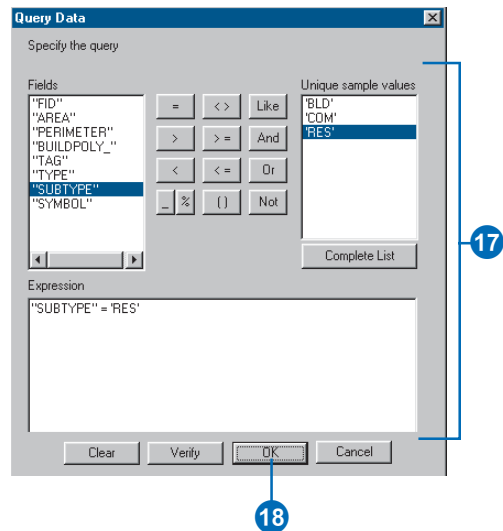 Query Data
Specify the query
Fields
"FID"
"AREA"
"PERIMETER"
"BUILDPOLY_"
"TAG"
"TYPE"
"SUBTYPE"
"SYMBOL"
= < > Like
> > = And
< < = Or
_ % ( ) Not
Unique sample values
'BLD'
'COM'
'RES'
Complete List
17
Expression
"SUBTYPE" = 'RES'
Clear Verify OK Cancel
18